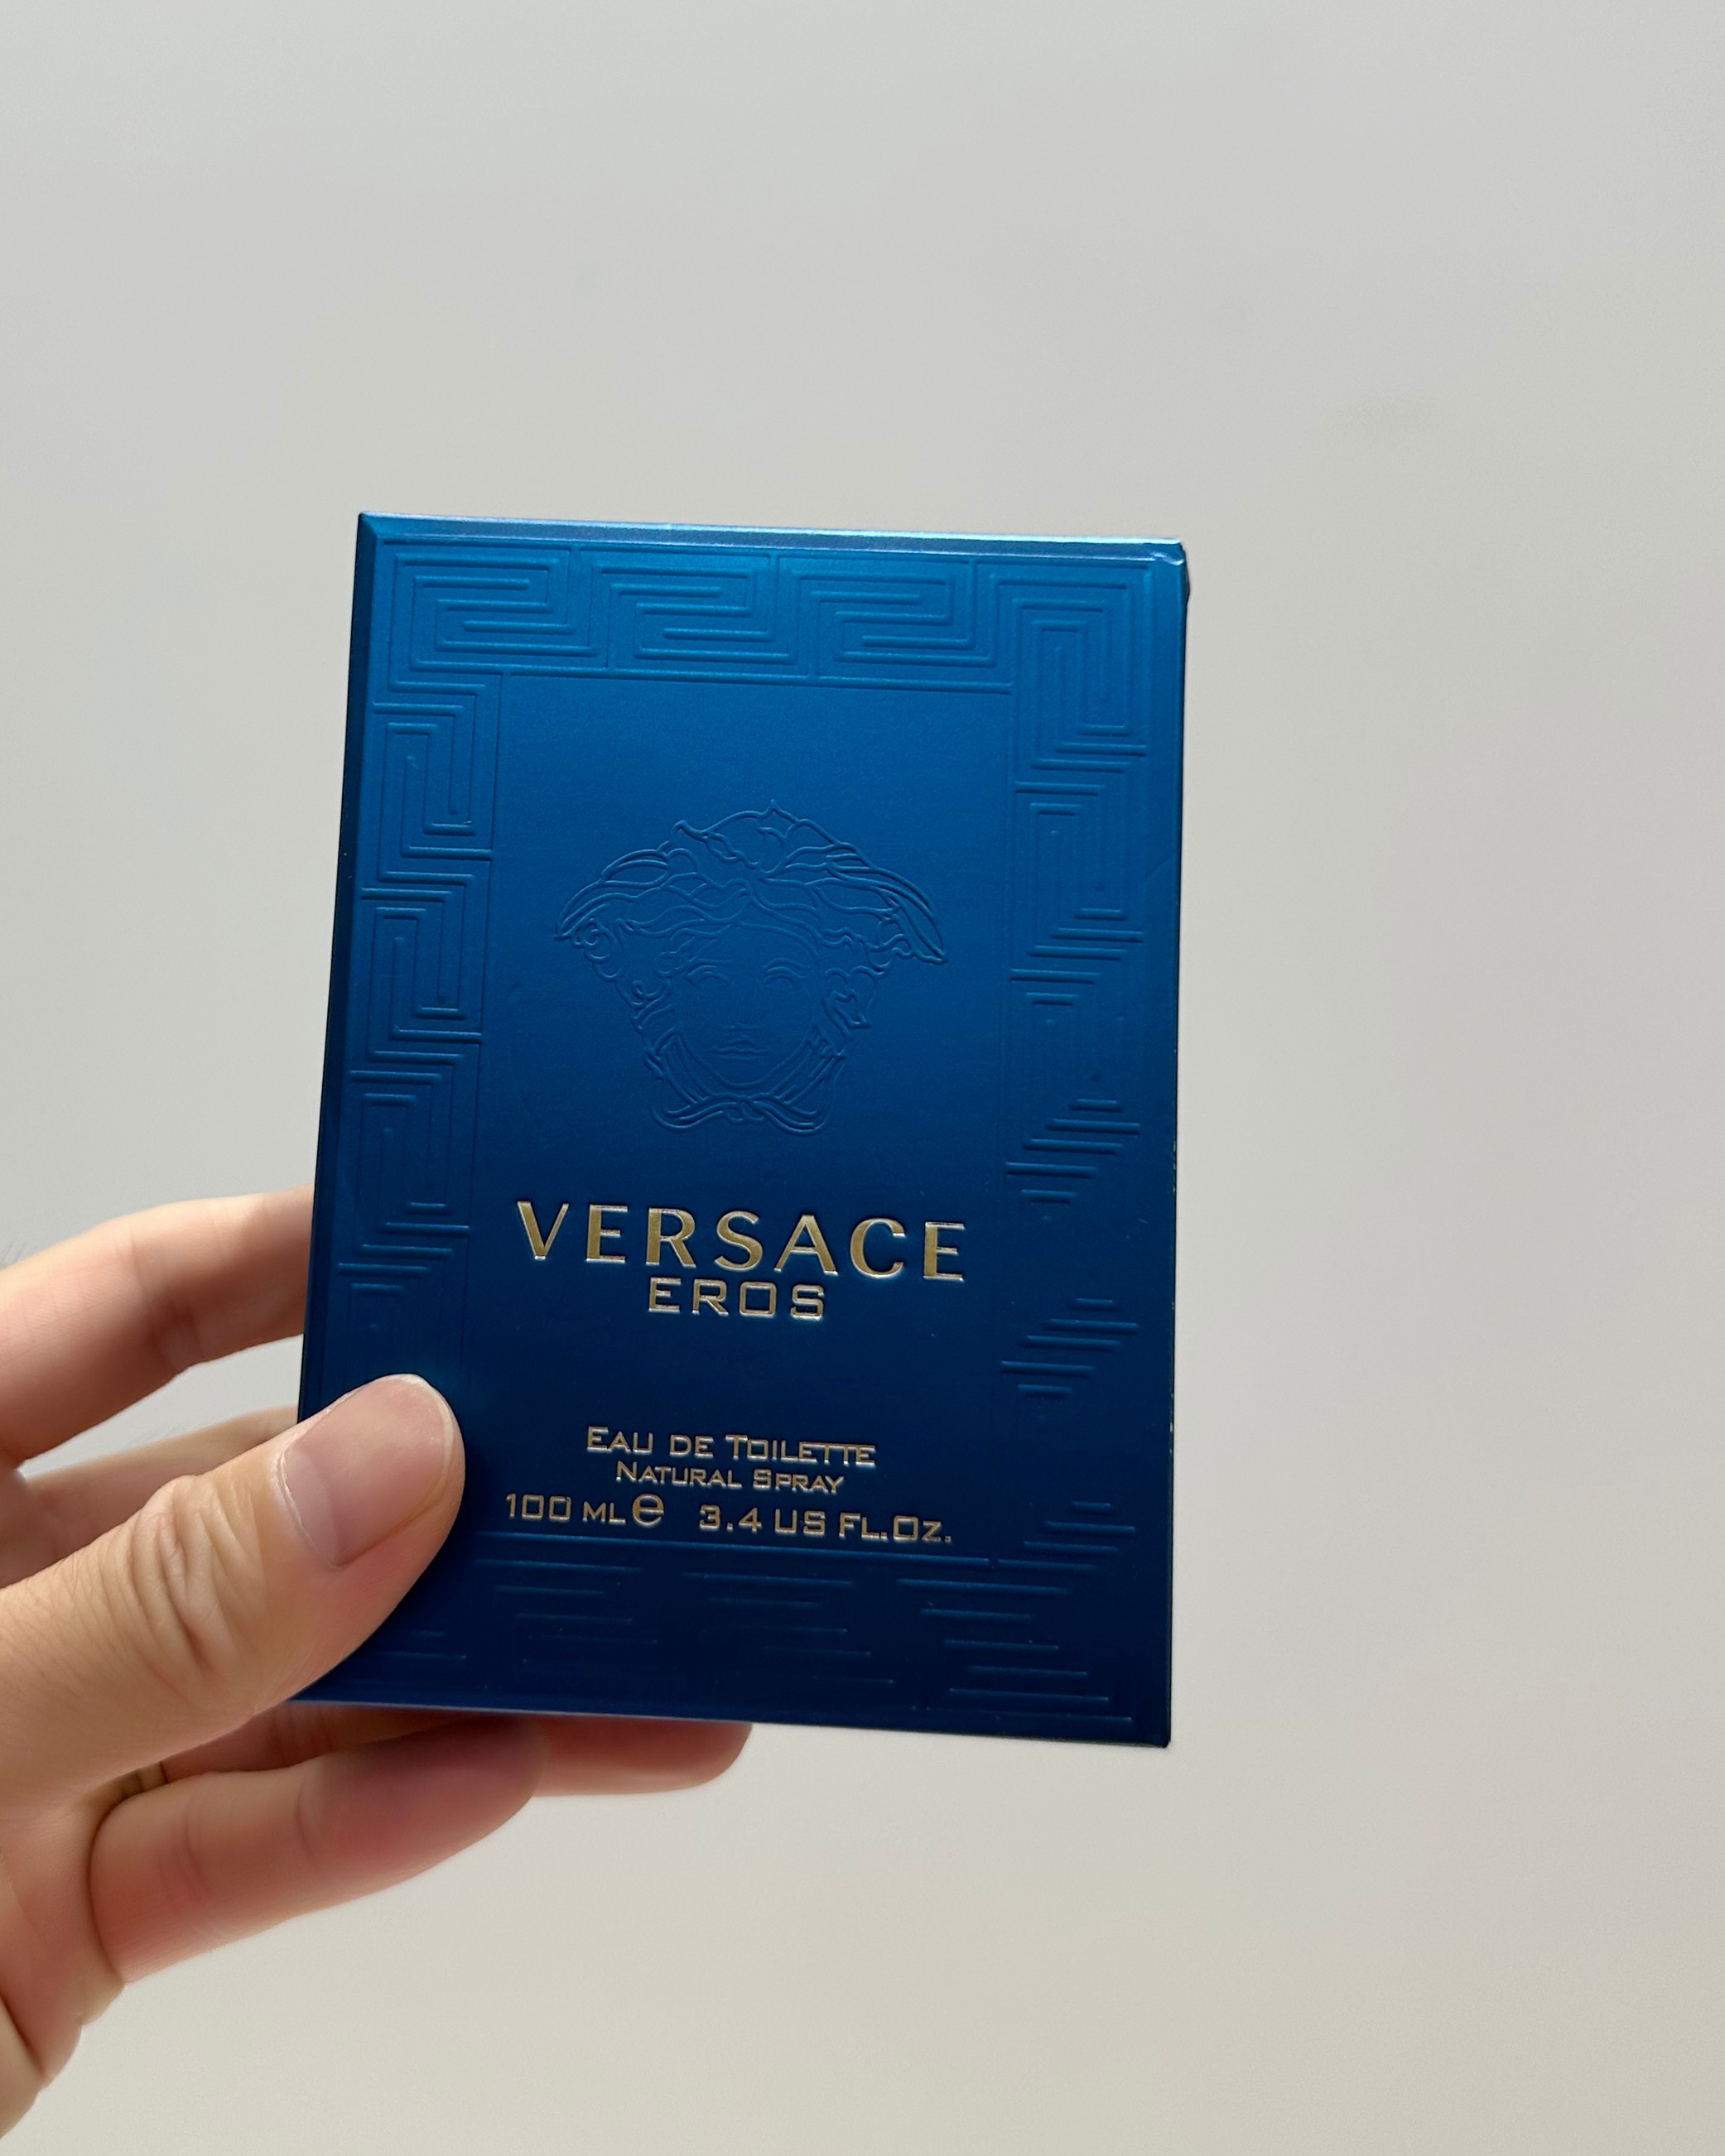 VERSACE
EROS
EAU DE TOILETTE
NATURAL SPRAY
100 ML e 3.4 US FL.OZ.